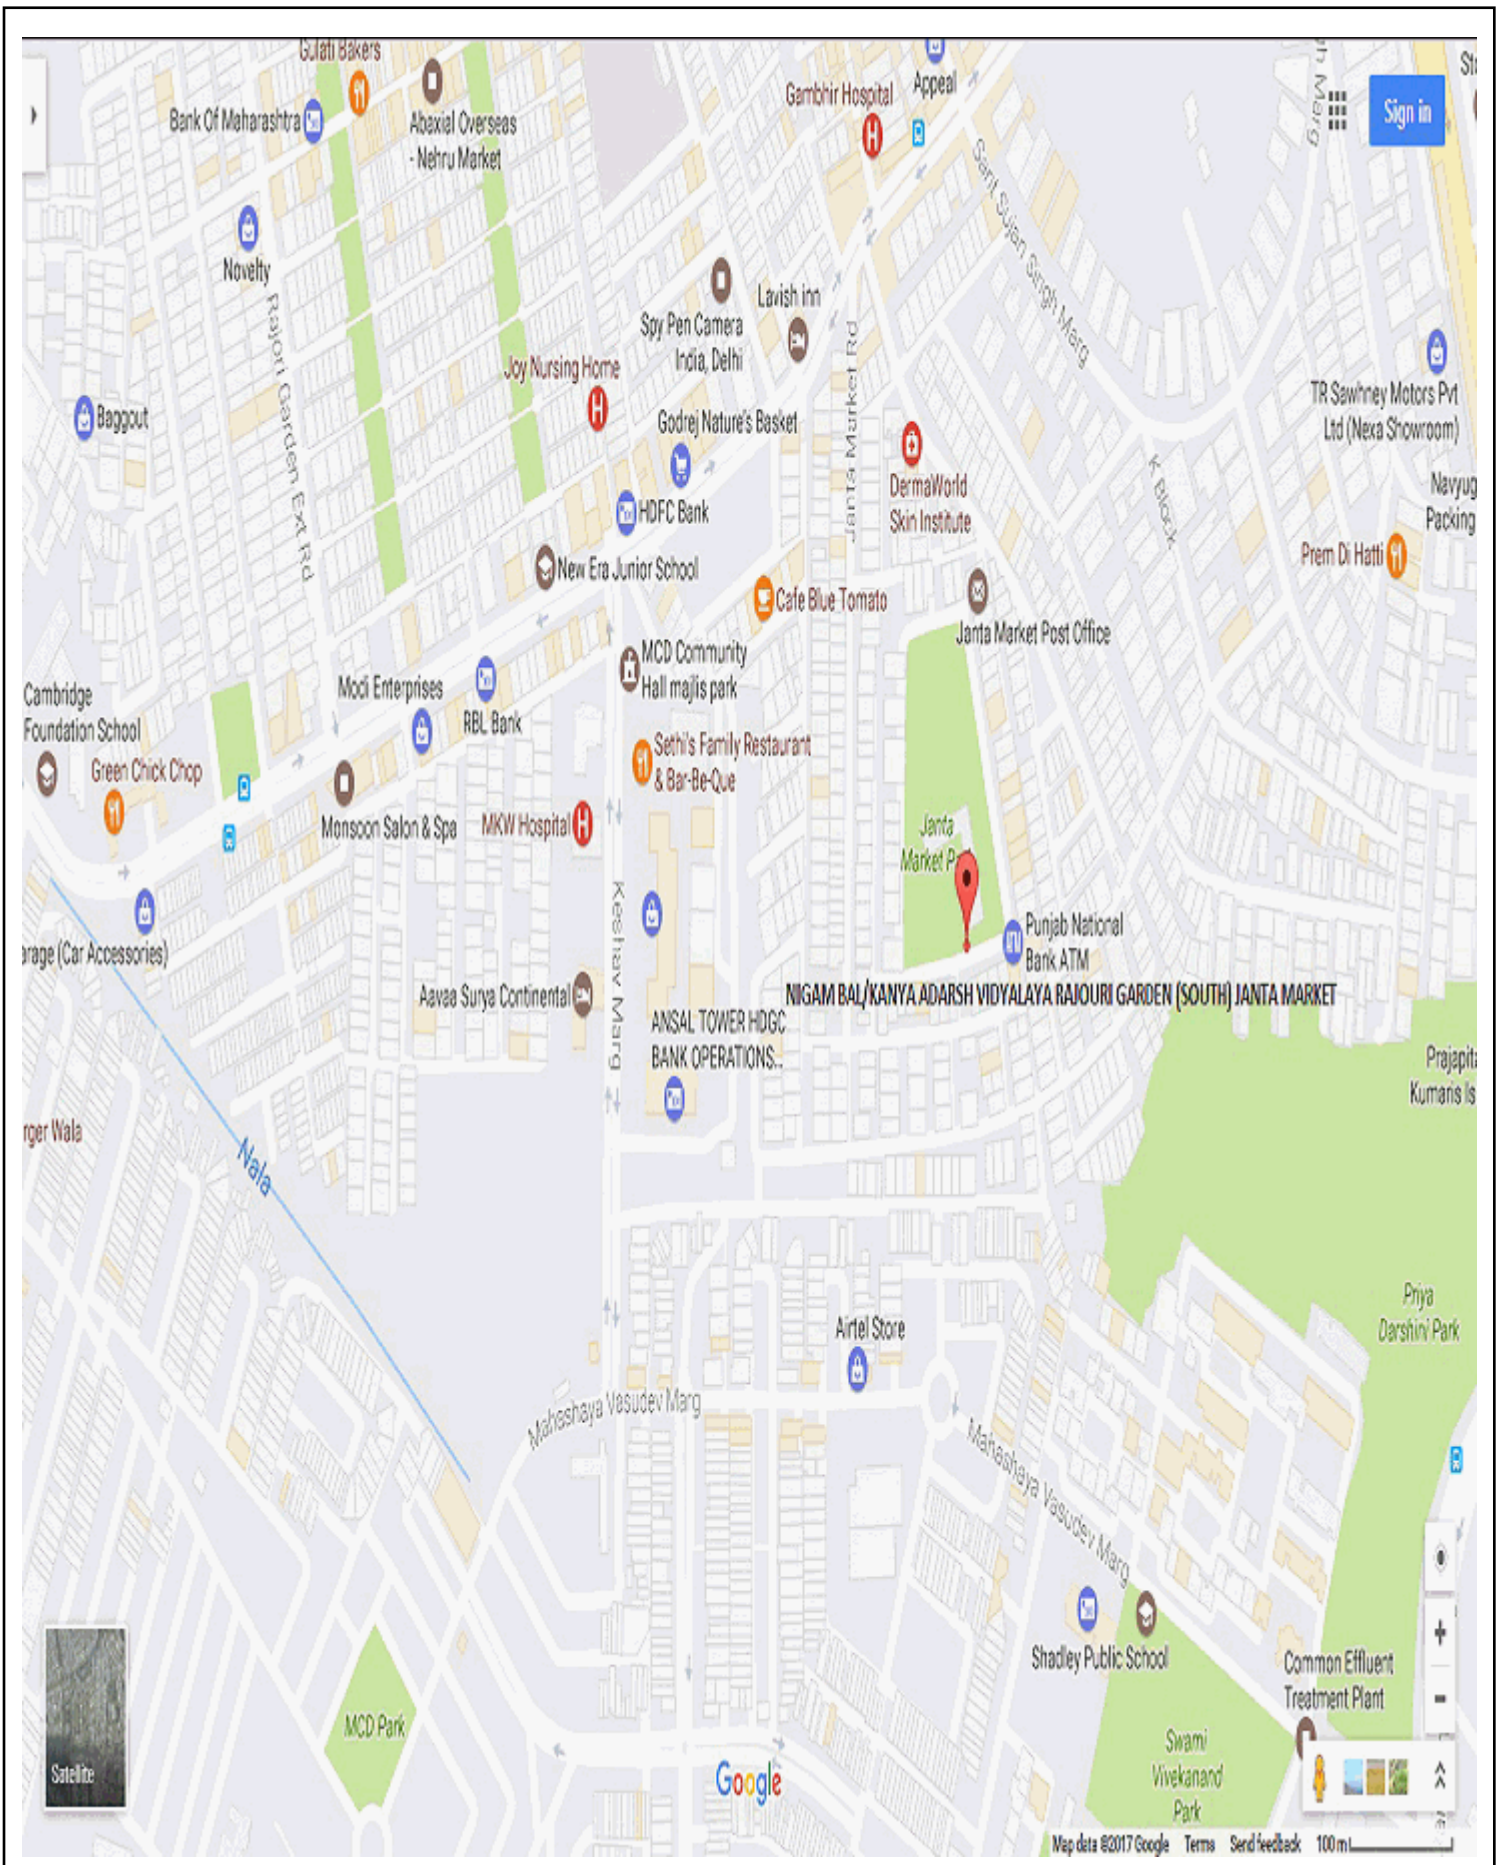 Gulati Bakers
Bank Of Maharashtra
Abaxial Overseas
- Nehru Market
Gambhir Hospital
Appeal
Sign in
Sant Sujan Singh Marg
Novelty
Rajori Garden Ext Rd
Spy Pen Camera
India, Delhi
Lavish inn
Janta Market Rd
Joy Nursing Home
Baggout
Godrej Nature's Basket
TR Sawhney Motors Pvt
Ltd (Nexa Showroom)
DermaWorld
Skin Institute
K Block
Navyug
Packing
HDFC Bank
Prem Di Hatti
New Era Junior School
Cafe Blue Tomato
Janta Market Post Office
MCD Community
Hall majlis park
Cambridge
Foundation School
Modi Enterprises
RBL Bank
Sethi's Family Restaurant
& Bar-Be-Que
Green Chick Chop
Monsoon Salon & Spa
MKW Hospital
Janta
Market P
Keshav Marg
arage (Car Accessories)
Punjab National
Bank ATM
Aavaa Surya Continental
NIGAM BAL/KANYA ADARSH VIDYALAYA RAJOURI GARDEN (SOUTH) JANTA MARKET
ANSAL TOWER HDGC
BANK OPERATIONS...
Prajapita
Kumaris Is
rger Wala
Nala
Priya
Darshini Park
Airtel Store
Mahashaya Vasudev Marg
Mahashaya Vasudev Marg
Shadley Public School
Common Effluent
Treatment Plant
MCD Park
Swami
Vivekanand
Park
Satellite
Google
Map data ©2017 Google Terms Send feedback 100 m